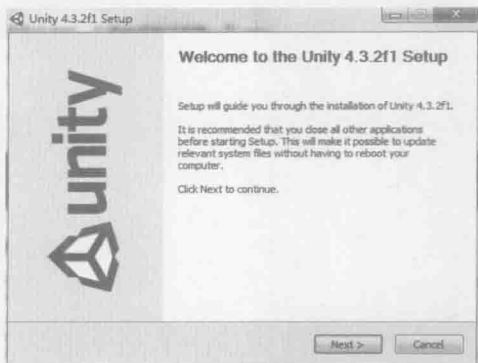 Unity 4.3.2f1 Setup
unity
Welcome to the Unity 4.3.2f1 Setup
Setup will guide you through the installation of Unity 4.3.2f1.
It is recommended that you close all other applications
before starting Setup. This will make it possible to update
relevant system files without having to reboot your
computer.
Click Next to continue.
Next >
Cancel